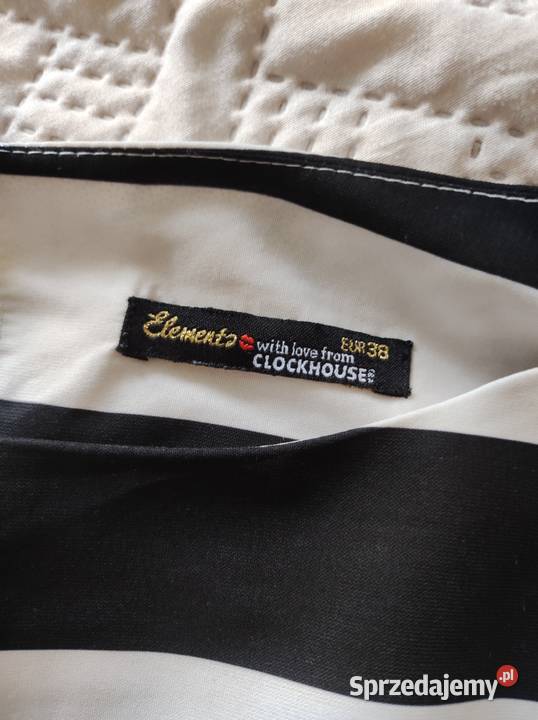 Elements
EUR 38
with love from
CLOCKHOUSE
Sprzedajemy.pl